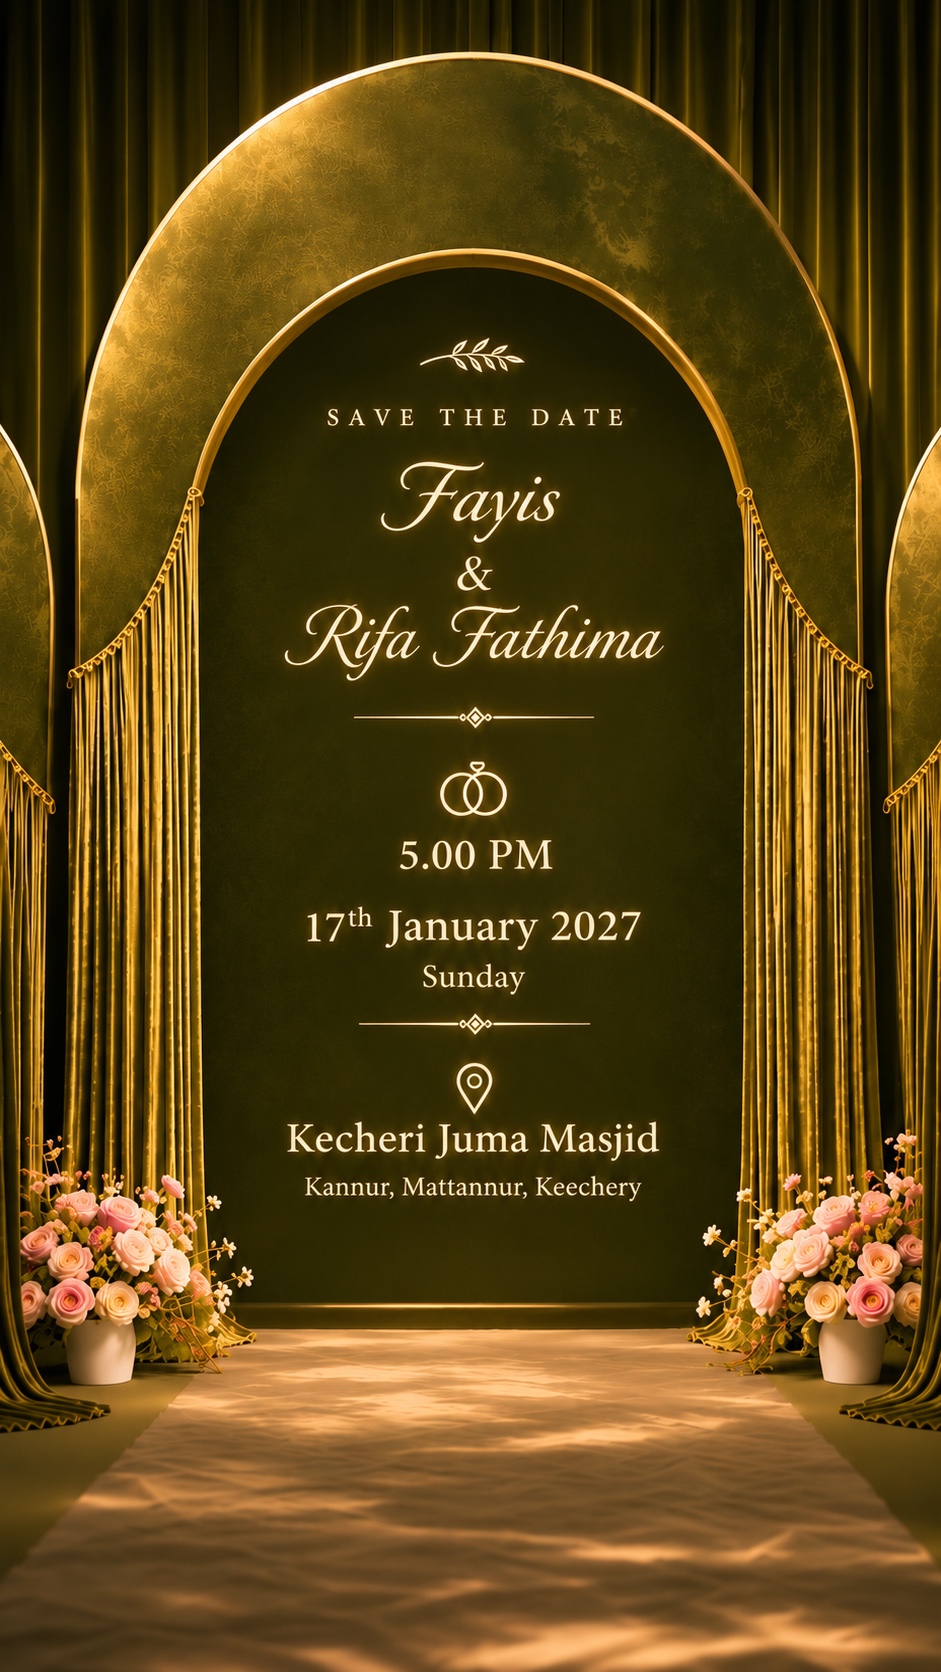 SAVE THE DATE
Fayis
&
Rifa Fathima
5.00 PM
17th January 2027
Sunday
Kecheri Juma Masjid
Kannur, Mattannur, Keechery